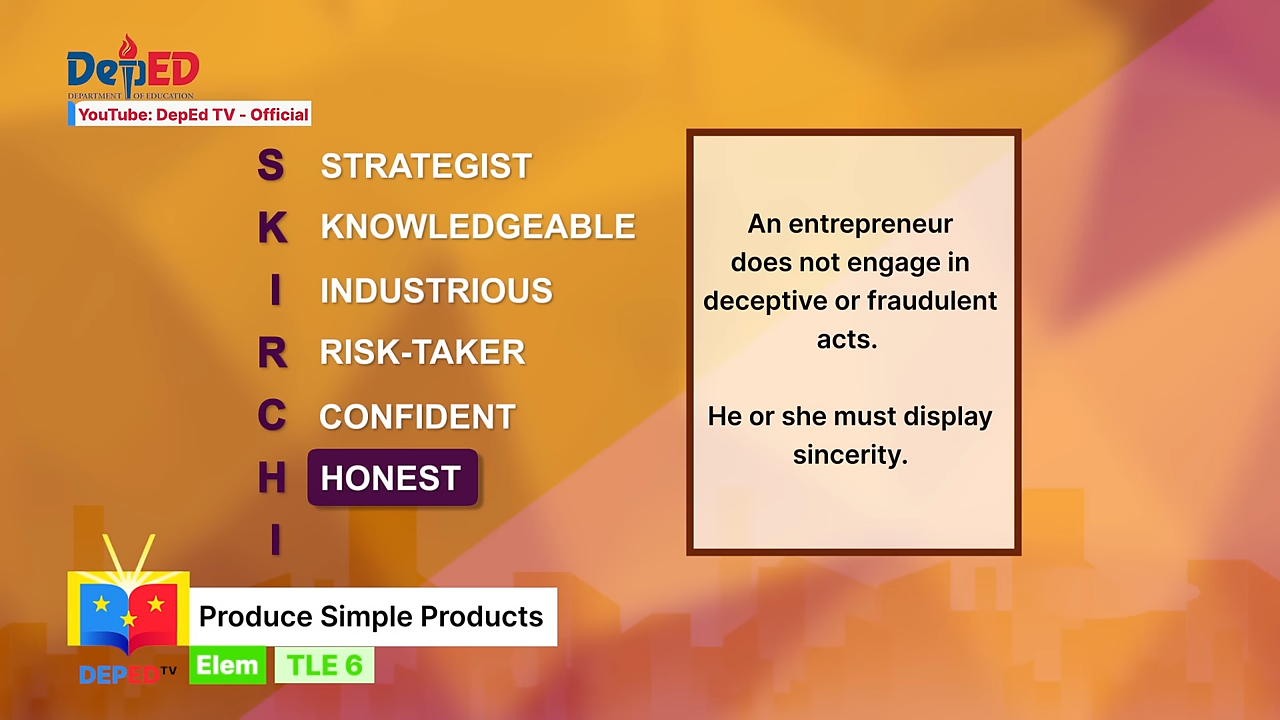 DepED
DEPARTMENT OF EDUCATION
YouTube: DepEd TV - Official
S STRATEGIST
K KNOWLEDGEABLE
I INDUSTRIOUS
R RISK-TAKER
C CONFIDENT
H HONEST
I
An entrepreneur
does not engage in
deceptive or fraudulent
acts.
He or she must display
sincerity.
Produce Simple Products
DEPED TV
Elem TLE 6